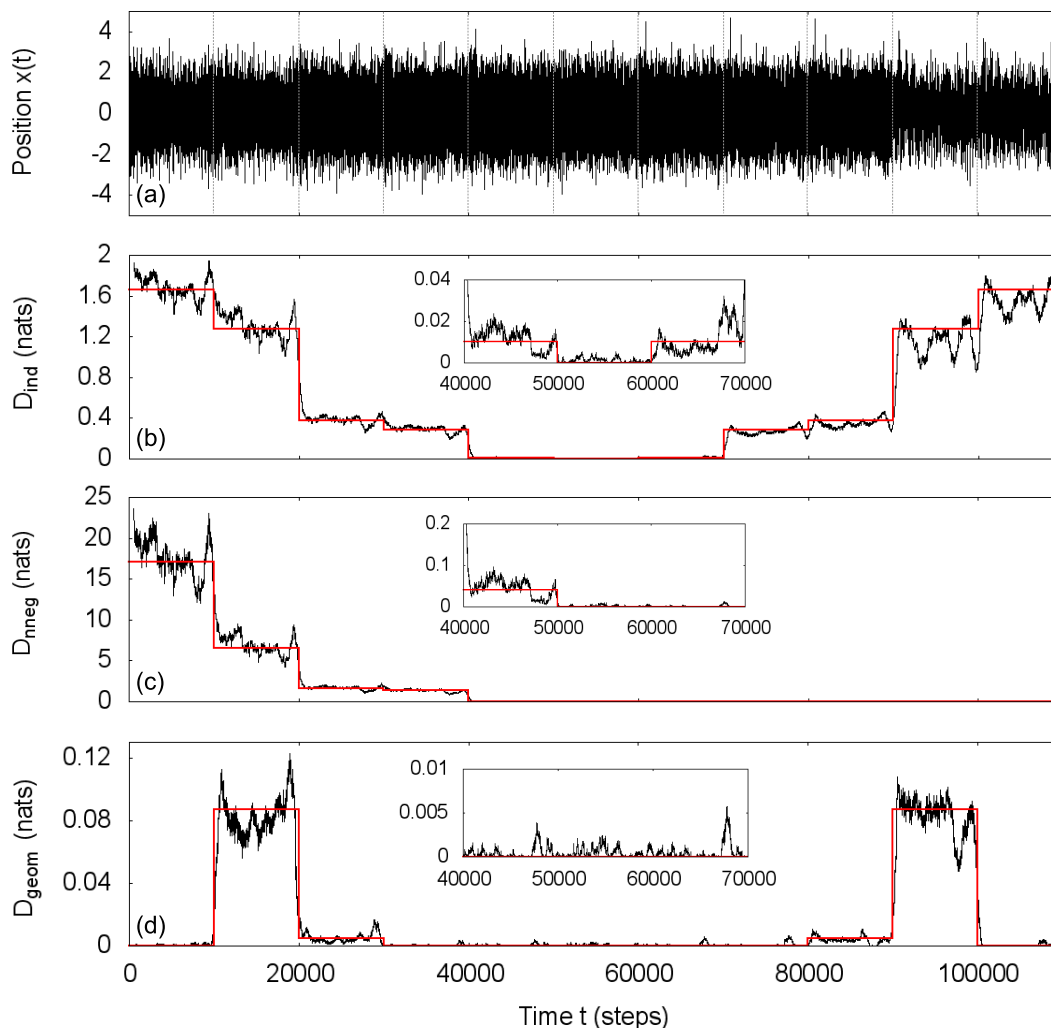 Position x(t)
4
2
0
-2
-4
(a)
D_ind (nats)
2
1.6
1.2
0.8
0.4
0
(b)
0.04
0.02
0
40000 50000 60000 70000
D_nneg (nats)
25
20
15
10
5
0
(c)
0.2
0.1
0
40000 50000 60000 70000
D_geom (nats)
0.12
0.08
0.04
0
(d)
0.01
0.005
0
40000 50000 60000 70000
0 20000 40000 60000 80000 100000
Time t (steps)